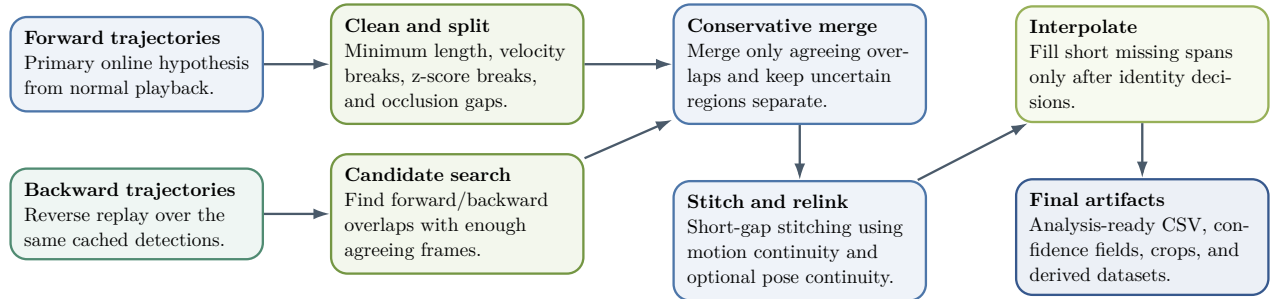 Forward trajectories
Primary online hypothesis
from normal playback.
Clean and split
Minimum length, velocity
breaks, z-score breaks,
and occlusion gaps.
Conservative merge
Merge only agreeing over-
laps and keep uncertain
regions separate.
Interpolate
Fill short missing spans
only after identity deci-
sions.
Backward trajectories
Reverse replay over the
same cached detections.
Candidate search
Find forward/backward
overlaps with enough
agreeing frames.
Stitch and relink
Short-gap stitching using
motion continuity and
optional pose continuity.
Final artifacts
Analysis-ready CSV, con-
fidence fields, crops, and
derived datasets.